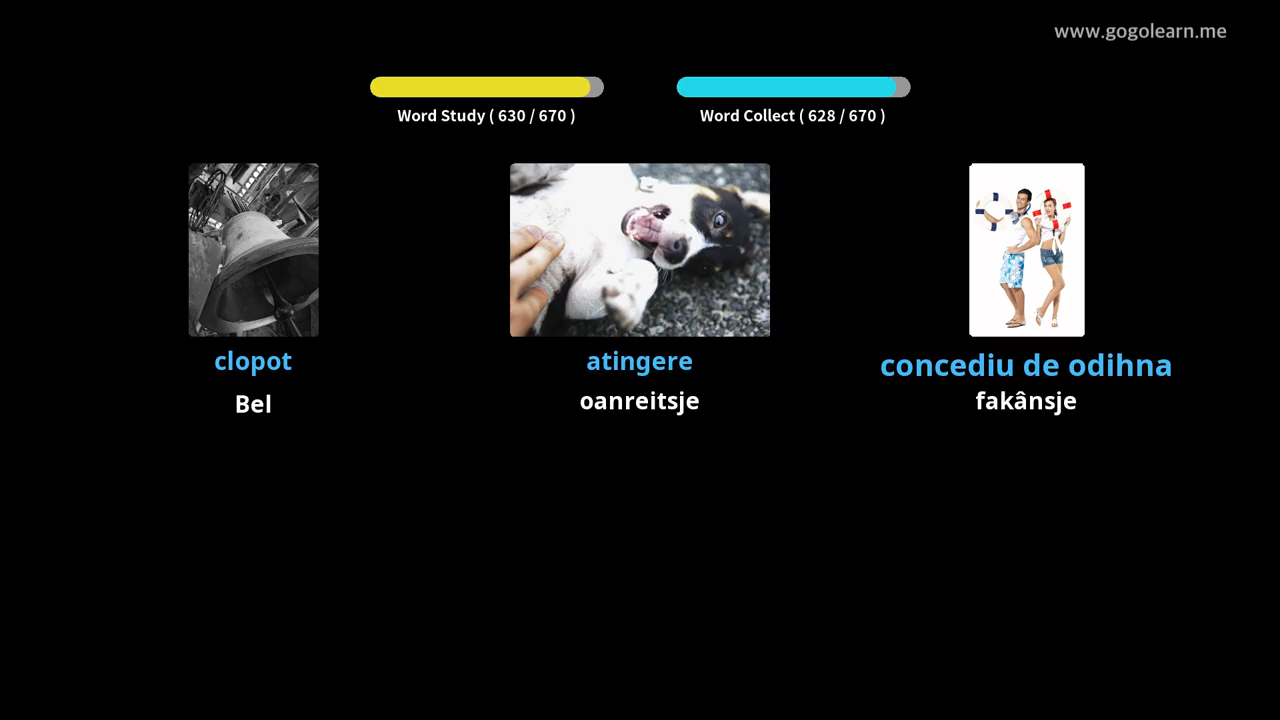 www.gogolearn.me
Word Study ( 630 / 670 )
Word Collect ( 628 / 670 )
clopot
atingere
concediu de odihna
Bel
oanreitsje
fakânsje